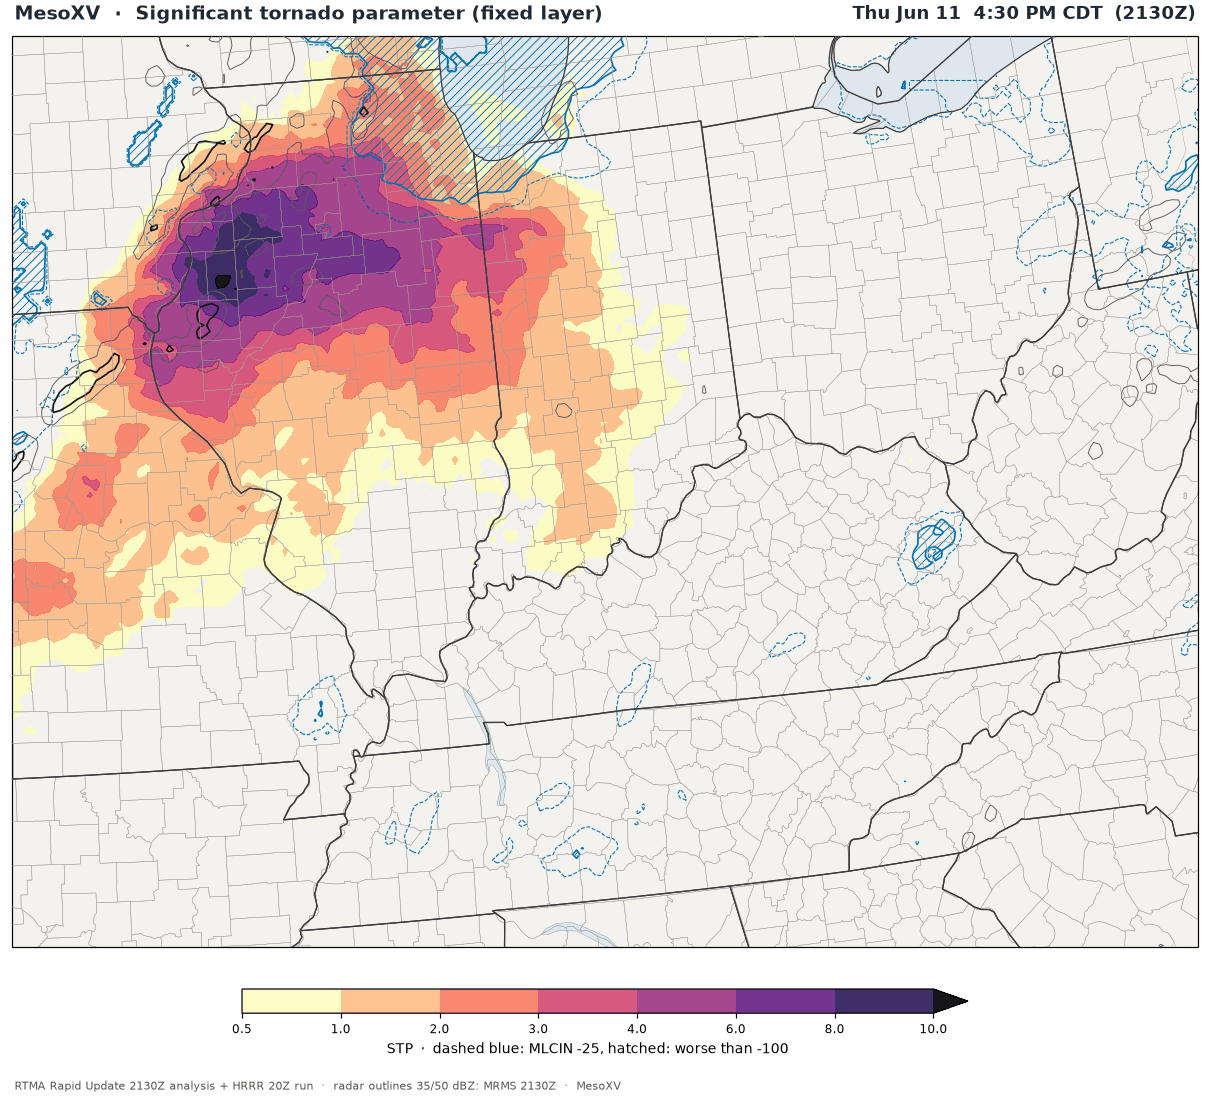 MesoXV · Significant tornado parameter (fixed layer)
Thu Jun 11 4:30 PM CDT (2130Z)
0.5 1.0 2.0 3.0 4.0 6.0 8.0 10.0
STP · dashed blue: MLCIN -25, hatched: worse than -100
RTMA Rapid Update 2130Z analysis + HRRR 20Z run · radar outlines 35/50 dBZ: MRMS 2130Z · MesoXV